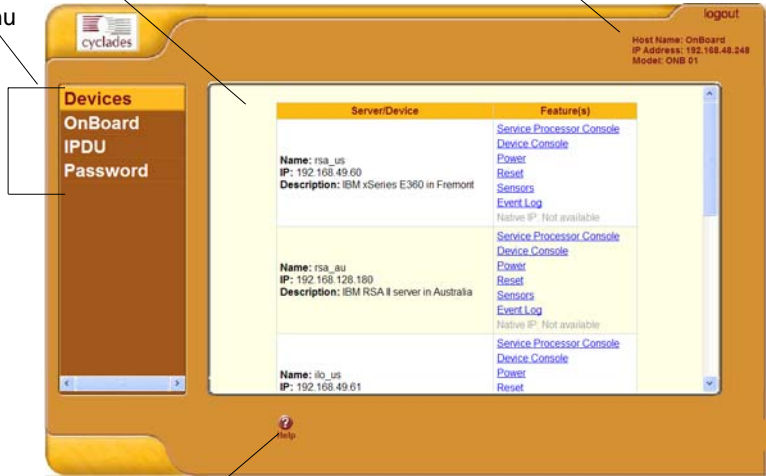 logout
cyclades
Host Name: OnBoard
IP Address: 192.168.48.248
Model: ONB 01
Devices
OnBoard
IPDU
Password
Server/Device Feature(s)
Name: rsa_us
IP: 192.168.49.60
Description: IBM xSeries E360 in Fremont
Service Processor Console
Device Console
Power
Reset
Sensors
Event Log
Native IP: Not available
Name: rsa_au
IP: 192.168.128.180
Description: IBM RSA II server in Australia
Service Processor Console
Device Console
Power
Reset
Sensors
Event Log
Native IP: Not available
Name: ilo_us
IP: 192.168.49.61
Service Processor Console
Device Console
Power
Reset
Help